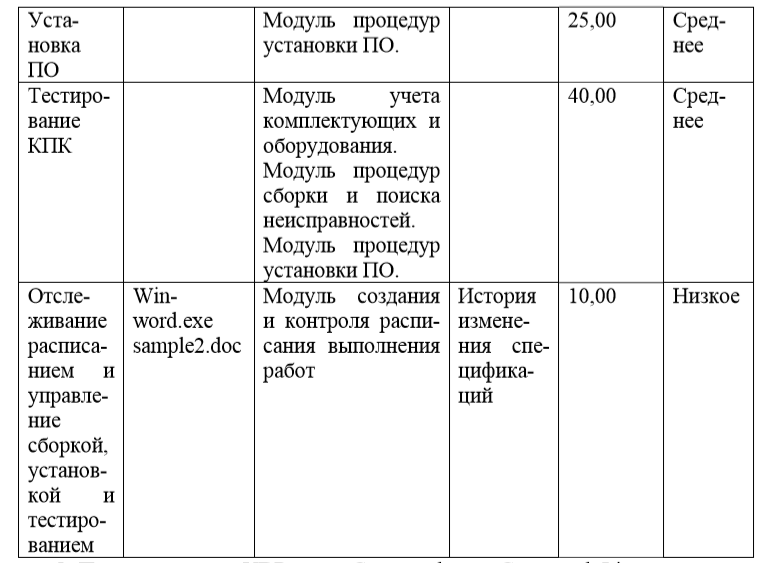 Уста-
новка
ПО
Модуль процедур
установки ПО.
25,00
Сред-
нее
Тестиро-
вание
КПК
Модуль учета
комплектующих и
оборудования.
Модуль процедур
сборки и поиска
неисправностей.
Модуль процедур
установки ПО.
40,00
Сред-
нее
Отсле-
живание
расписа-
нием и
управле-
ние
сборкой,
установ-
кой и
тестиро-
ванием
Win-
word.exe
sample2.doc
Модуль создания
и контроля распи-
сания выполнения
работ
История
измене-
ния спе-
цифика-
ций
10,00
Низкое